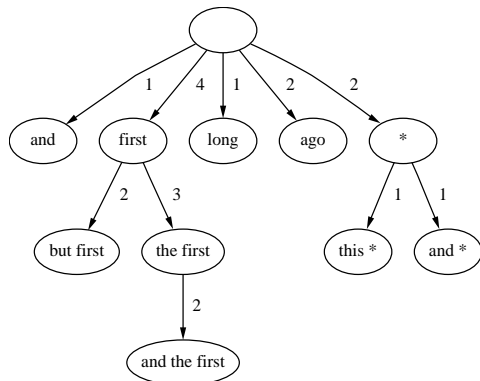 1 4 1 2 2
and first long ago *
2 3 1 1
but first the first this * and *
2
and the first